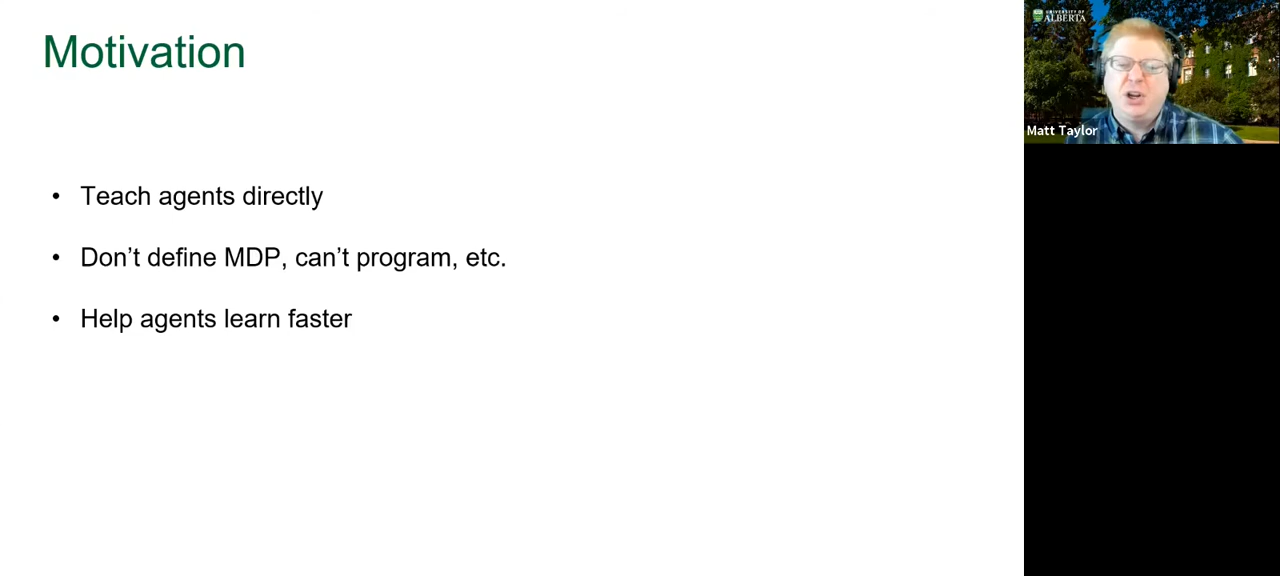 Motivation
• Teach agents directly
• Don’t define MDP, can’t program, etc.
• Help agents learn faster
UNIVERSITY OF
ALBERTA
Matt Taylor